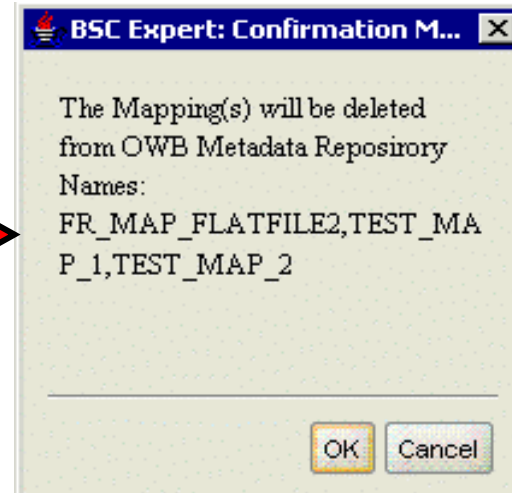 BSC Expert: Confirmation M...
The Mapping(s) will be deleted
from OWB Metadata Reposirory
Names:
FR_MAP_FLATFILE2,TEST_MA
P_1,TEST_MAP_2
OK Cancel